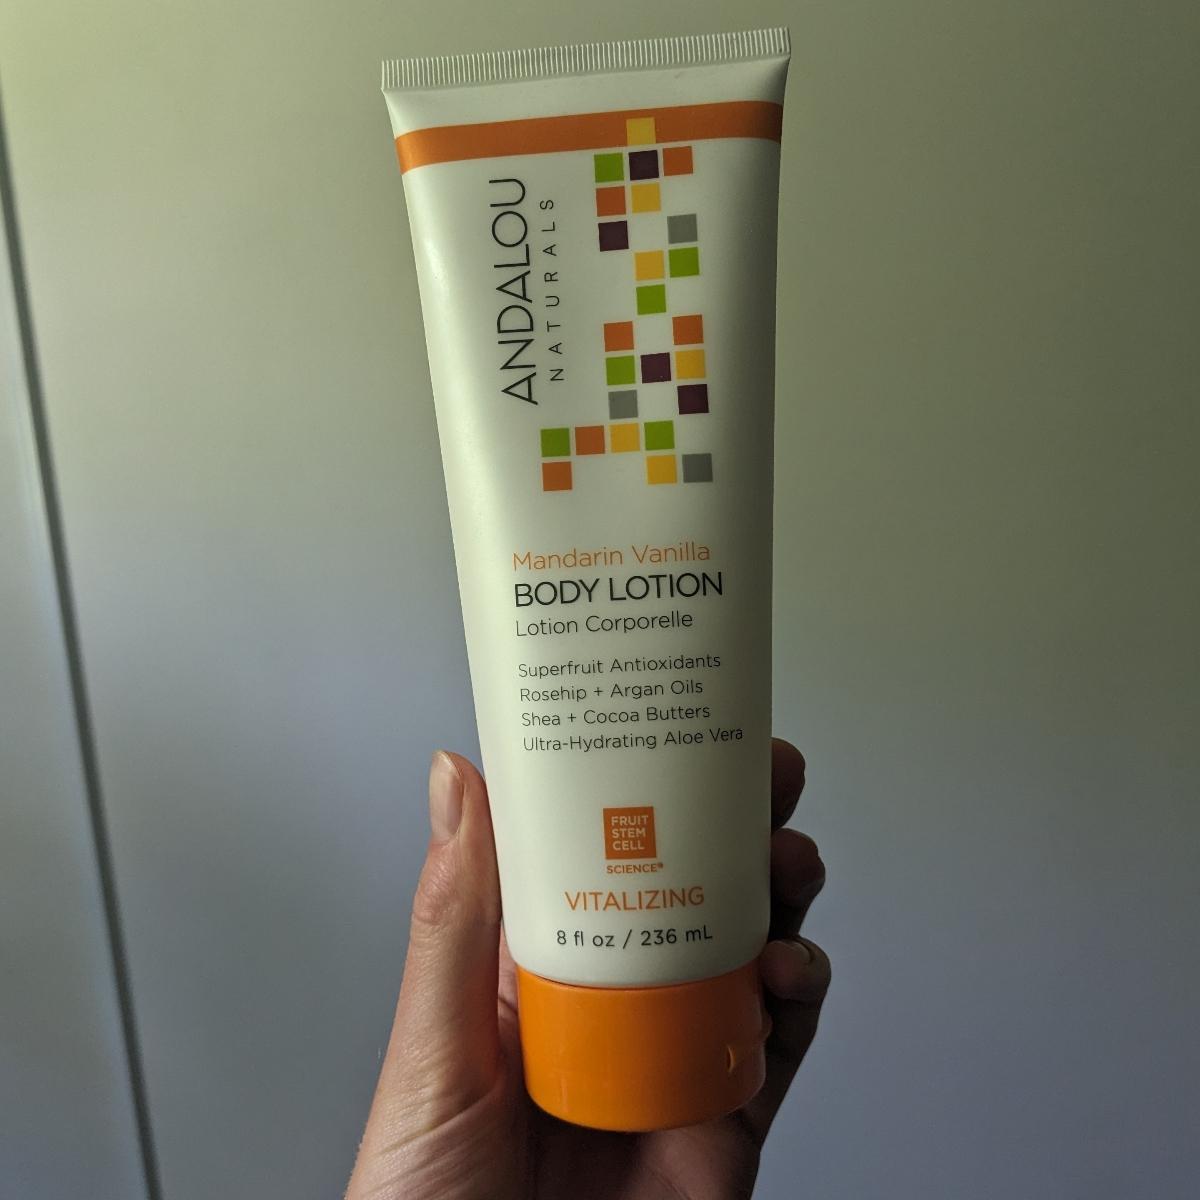 ANDALOU
NATURALS
Mandarin Vanilla
BODY LOTION
Lotion Corporelle
Superfruit Antioxidants
Rosehip + Argan Oils
Shea + Cocoa Butters
Ultra-Hydrating Aloe Vera
FRUIT
STEM
CELL
SCIENCE®
VITALIZING
8 fl oz / 236 mL